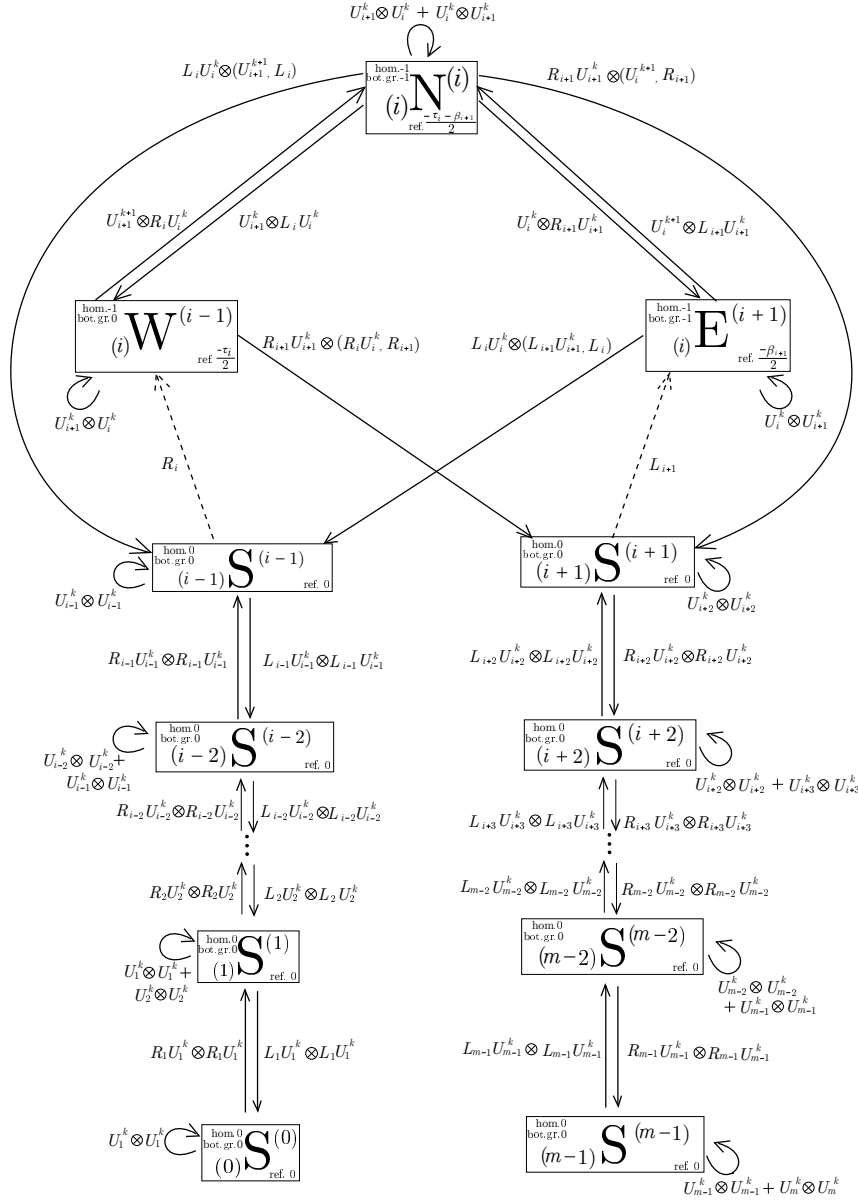 U_{i+1}^k ⊗ U_i^k + U_i^k ⊗ U_{i+1}^k
L_i U_i^k ⊗ (U_{i+1}^{k+1}, L_i)
hom.-1
bot.gr.-1
(i) N^{(i)}
ref. \frac{-τ_i - β_{i+1}}{2}
R_{i+1} U_{i+1}^k ⊗ (U_i^{k+1}, R_{i+1})
U_{i+1}^{k+1} ⊗ R_i U_i^k
U_{i+1}^k ⊗ L_i U_i^k
U_i^k ⊗ R_{i+1} U_{i+1}^k
U_i^{k+1} ⊗ L_{i+1} U_{i+1}^k
hom.-1
bot.gr.0
(i) W^{(i-1)}
ref \frac{-τ_i}{2}
R_{i+1} U_{i+1}^k ⊗ (R_i U_i^k, R_{i+1})
L_i U_i^k ⊗ (L_{i+1} U_{i+1}^k, L_i)
hom.-1
bot.gr.-1
(i) E^{(i+1)}
ref. \frac{-β_{i+1}}{2}
U_{i+1}^k ⊗ U_i^k
U_i^k ⊗ U_{i+1}^k
R_i
L_{i+1}
hom.0
bot.gr.0
(i-1) S^{(i-1)}
ref. 0
hom.0
bot.gr.0
(i+1) S^{(i+1)}
ref. 0
U_{i-1}^k ⊗ U_{i-1}^k
U_{i+2}^k ⊗ U_{i+2}^k
R_{i-1} U_{i-1}^k ⊗ R_{i-1} U_{i-1}^k
L_{i-1} U_{i-1}^k ⊗ L_{i-1} U_{i-1}^k
L_{i+2} U_{i+2}^k ⊗ L_{i+2} U_{i+2}^k
R_{i+2} U_{i+2}^k ⊗ R_{i+2} U_{i+2}^k
hom.0
bot.gr.0
(i-2) S^{(i-2)}
ref. 0
hom.0
bot.gr.0
(i+2) S^{(i+2)}
ref. 0
U_{i-2}^k ⊗ U_{i-2}^k +
U_{i-1}^k ⊗ U_{i-1}^k
U_{i+2}^k ⊗ U_{i+2}^k + U_{i+3}^k ⊗ U_{i+3}^k
R_{i-2} U_{i-2}^k ⊗ R_{i-2} U_{i-2}^k
L_{i-2} U_{i-2}^k ⊗ L_{i-2} U_{i-2}^k
L_{i+3} U_{i+3}^k ⊗ L_{i+3} U_{i+3}^k
R_{i+3} U_{i+3}^k ⊗ R_{i+3} U_{i+3}^k
⋮
⋮
R_2 U_2^k ⊗ R_2 U_2^k
L_2 U_2^k ⊗ L_2 U_2^k
L_{m-2} U_{m-2}^k ⊗ L_{m-2} U_{m-2}^k
R_{m-2} U_{m-2}^k ⊗ R_{m-2} U_{m-2}^k
hom.0
bot.gr.0
(1) S^{(1)}
ref. 0
hom.0
bot.gr.0
(m-2) S^{(m-2)}
ref. 0
U_1^k ⊗ U_1^k +
U_2^k ⊗ U_2^k
U_{m-2}^k ⊗ U_{m-2}^k
+ U_{m-1}^k ⊗ U_{m-1}^k
R_1 U_1^k ⊗ R_1 U_1^k
L_1 U_1^k ⊗ L_1 U_1^k
L_{m-1} U_{m-1}^k ⊗ L_{m-1} U_{m-1}^k
R_{m-1} U_{m-1}^k ⊗ R_{m-1} U_{m-1}^k
U_1^k ⊗ U_1^k
hom.0
bot.gr.0
(0) S^{(0)}
ref. 0
hom.0
bot.gr.0
(m-1) S^{(m-1)}
ref. 0
U_{m-1}^k ⊗ U_{m-1}^k + U_m^k ⊗ U_m^k